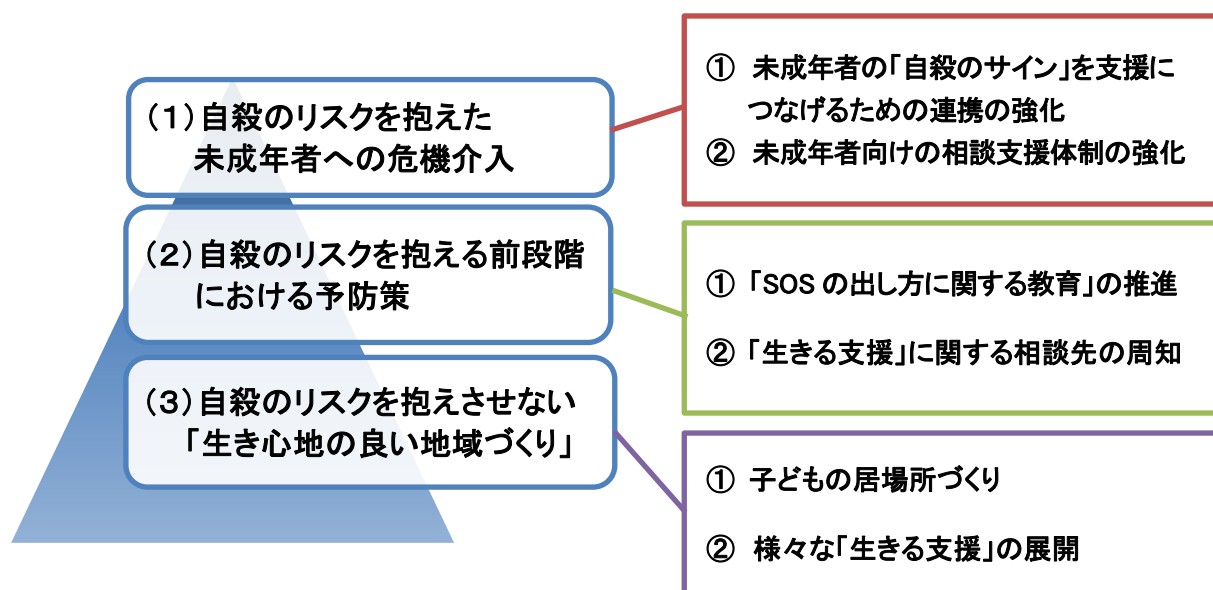 （１）自殺のリスクを抱えた
未成年者への危機介入
① 未成年者の「自殺のサイン」を支援に
つなげるための連携の強化
② 未成年者向けの相談支援体制の強化
（２）自殺のリスクを抱える前段階
における予防策
① 「SOS の出し方に関する教育」の推進
② 「生きる支援」に関する相談先の周知
（３）自殺のリスクを抱えさせない
「生き心地の良い地域づくり」
① 子どもの居場所づくり
② 様々な「生きる支援」の展開